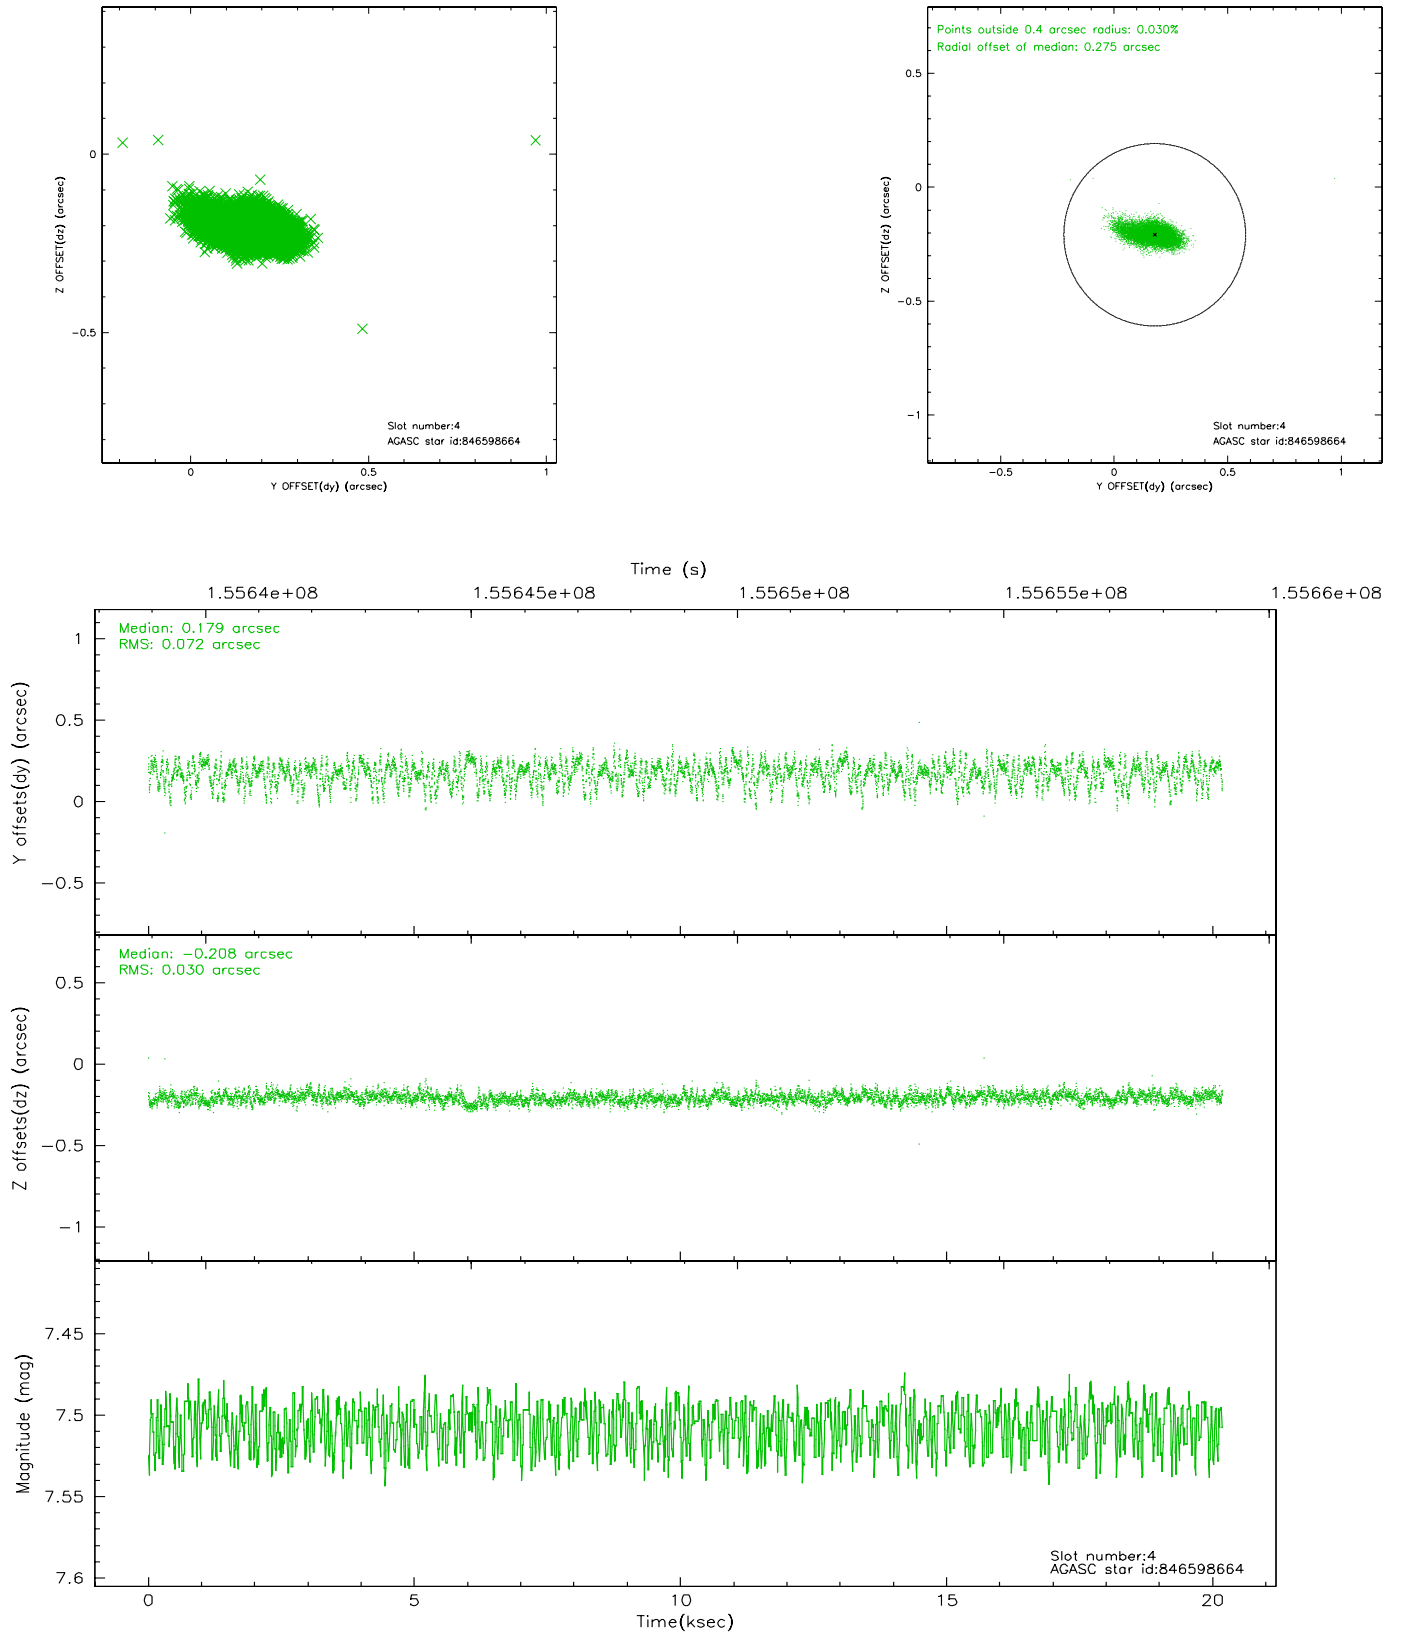 0
−0.5
Z OFFSET(dz) (arcsec)
Slot number:4
AGASC star id:846598664
0
0.5
1
Y OFFSET(dy) (arcsec)
Points outside 0.4 arcsec radius: 0.030%
Radial offset of median: 0.275 arcsec
0.5
0
−0.5
−1
Z OFFSET(dz) (arcsec)
Slot number:4
AGASC star id:846598664
−0.5
0
0.5
1
Y OFFSET(dy) (arcsec)
Time (s)
1.5564e+08
1.55645e+08
1.5565e+08
1.55655e+08
1.5566e+08
Median: 0.179 arcsec
RMS: 0.072 arcsec
1
0.5
0
−0.5
Y offsets(dy) (arcsec)
Median: −0.208 arcsec
RMS: 0.030 arcsec
0.5
0
−0.5
−1
Z offsets(dz) (arcsec)
7.45
7.5
7.55
7.6
Magnitude (mag)
Slot number:4
AGASC star id:846598664
0
5
10
15
20
Time(ksec)